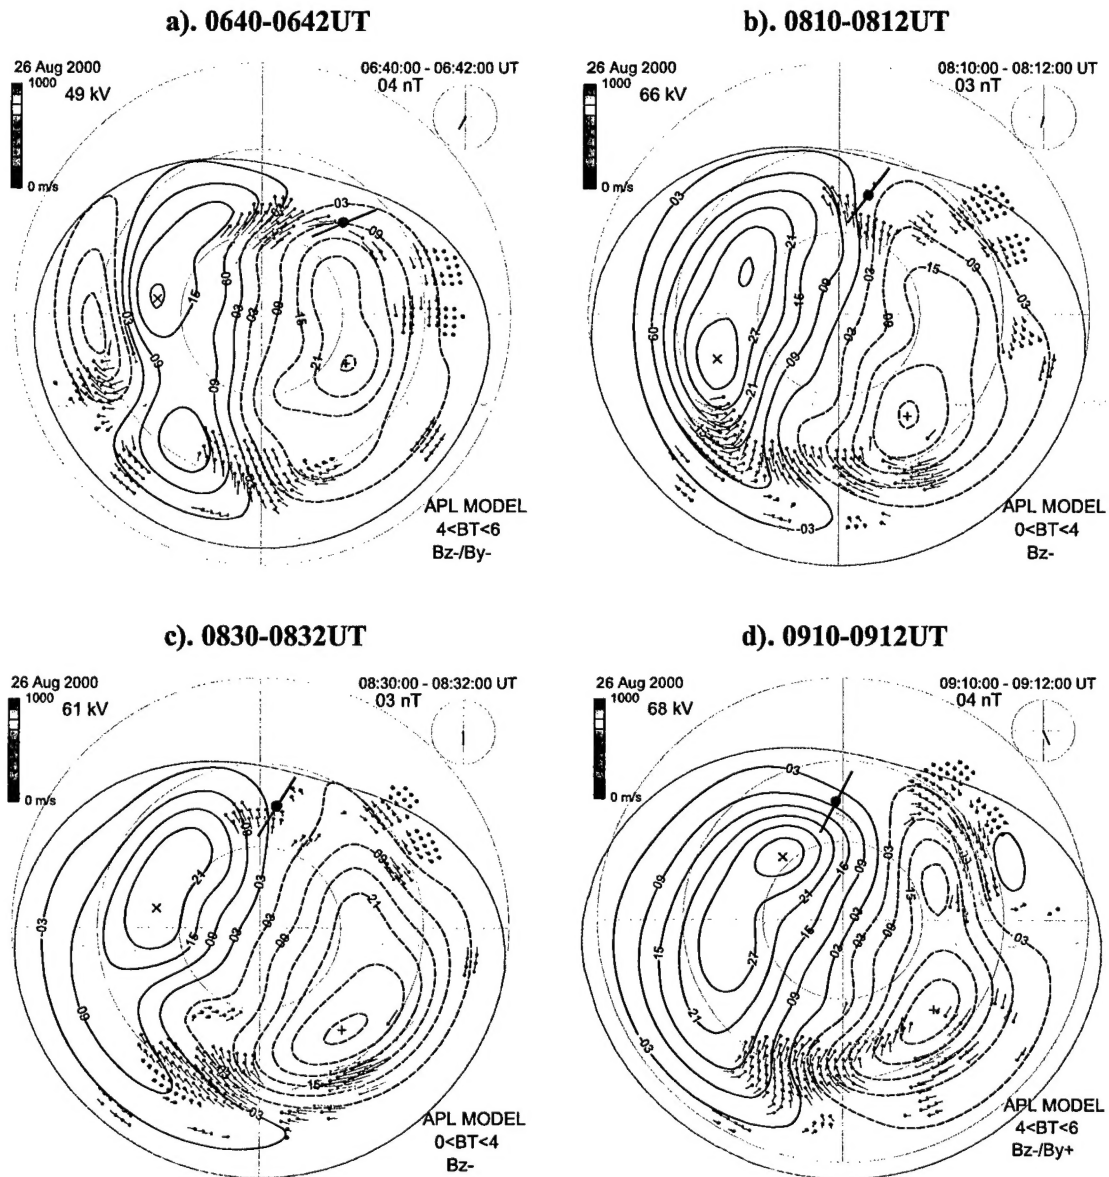 a). 0640-0642UT
26 Aug 2000
1000
49 kV
0 m/s
06:40:00 - 06:42:00 UT
04 nT
APL MODEL
4<BT<6
Bz-/By-
b). 0810-0812UT
26 Aug 2000
1000
66 kV
0 m/s
08:10:00 - 08:12:00 UT
03 nT
APL MODEL
0<BT<4
Bz-
c). 0830-0832UT
26 Aug 2000
1000
61 kV
0 m/s
08:30:00 - 08:32:00 UT
03 nT
APL MODEL
0<BT<4
Bz-
d). 0910-0912UT
26 Aug 2000
1000
68 kV
0 m/s
09:10:00 - 09:12:00 UT
04 nT
APL MODEL
4<BT<6
Bz-/By+